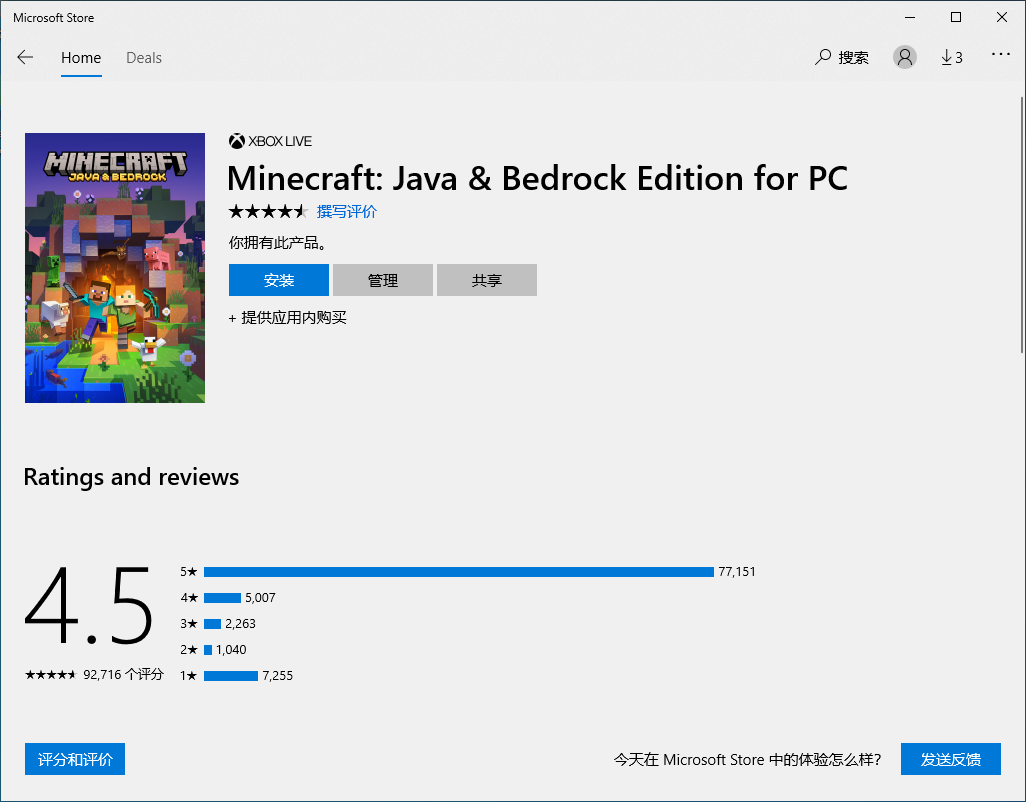 Microsoft Store
Home Deals 搜索 3 ...
MINECRAFT
JAVA & BEDROCK
XBOX LIVE
Minecraft: Java & Bedrock Edition for PC
★★★★★ 撰写评价
你拥有此产品。
安装 管理 共享
+ 提供应用内购买
Ratings and reviews
4.5
★★★★★ 92,716 个评分
5★ 77,151
4★ 5,007
3★ 2,263
2★ 1,040
1★ 7,255
评分和评价 今天在 Microsoft Store 中的体验怎么样? 发送反馈